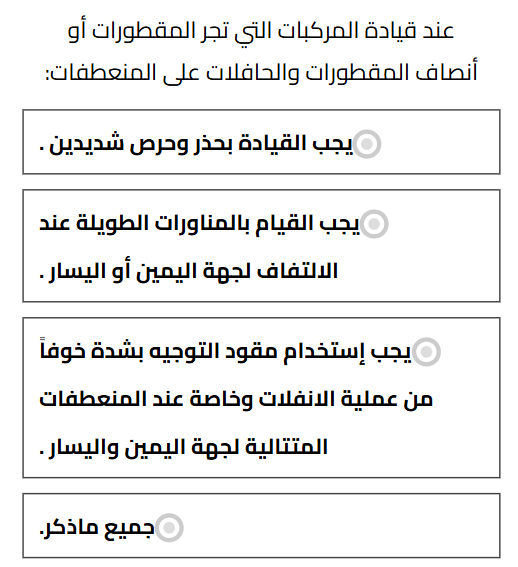 عند قيادة المركبات التي تجر المقطورات أو
أنصاف المقطورات والحافلات على المنعطفات:
يجب القيادة بحذر وحرص شديدين .
يجب القيام بالمناورات الطويلة عند
الالتفاف لجهة اليمين أو اليسار .
يجب إستخدام مقود التوجيه بشدة خوفاً
من عملية الانفلات وخاصة عند المنعطفات
المتتالية لجهة اليمين واليسار .
جميع ماذكر.